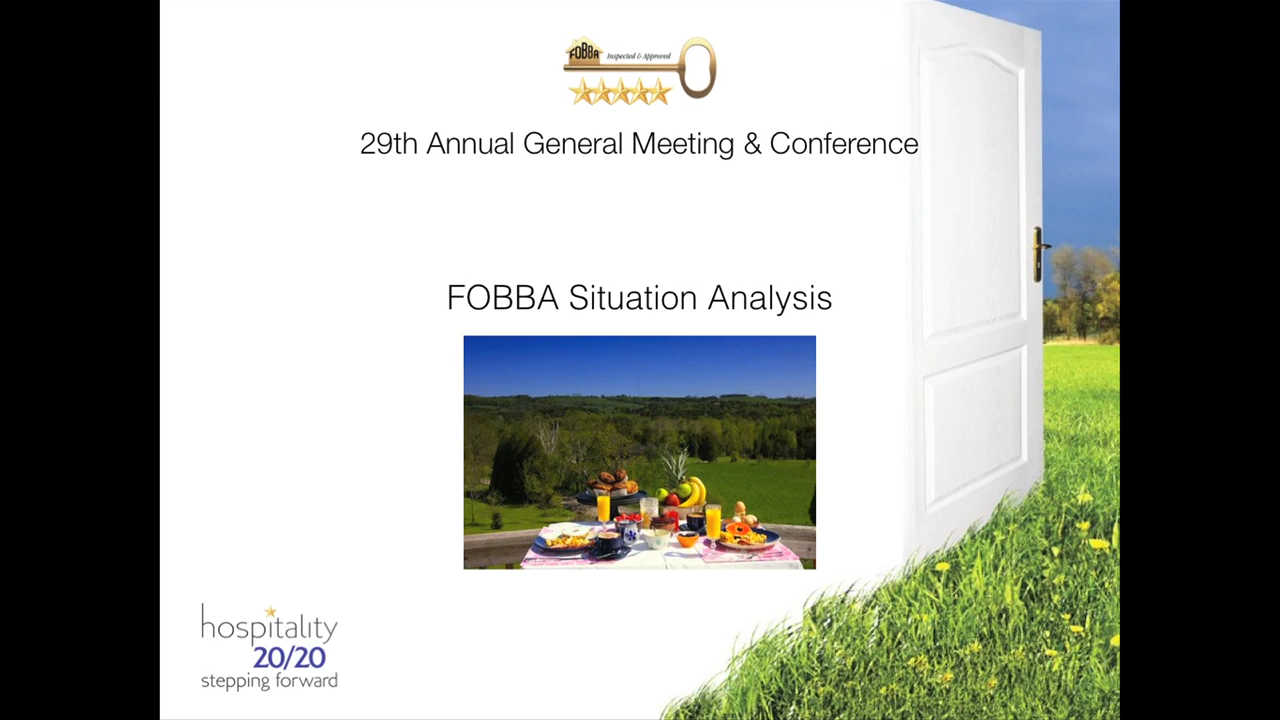 FOBBA Inspected & Approved
29th Annual General Meeting & Conference
FOBBA Situation Analysis
hospitality
20/20
stepping forward